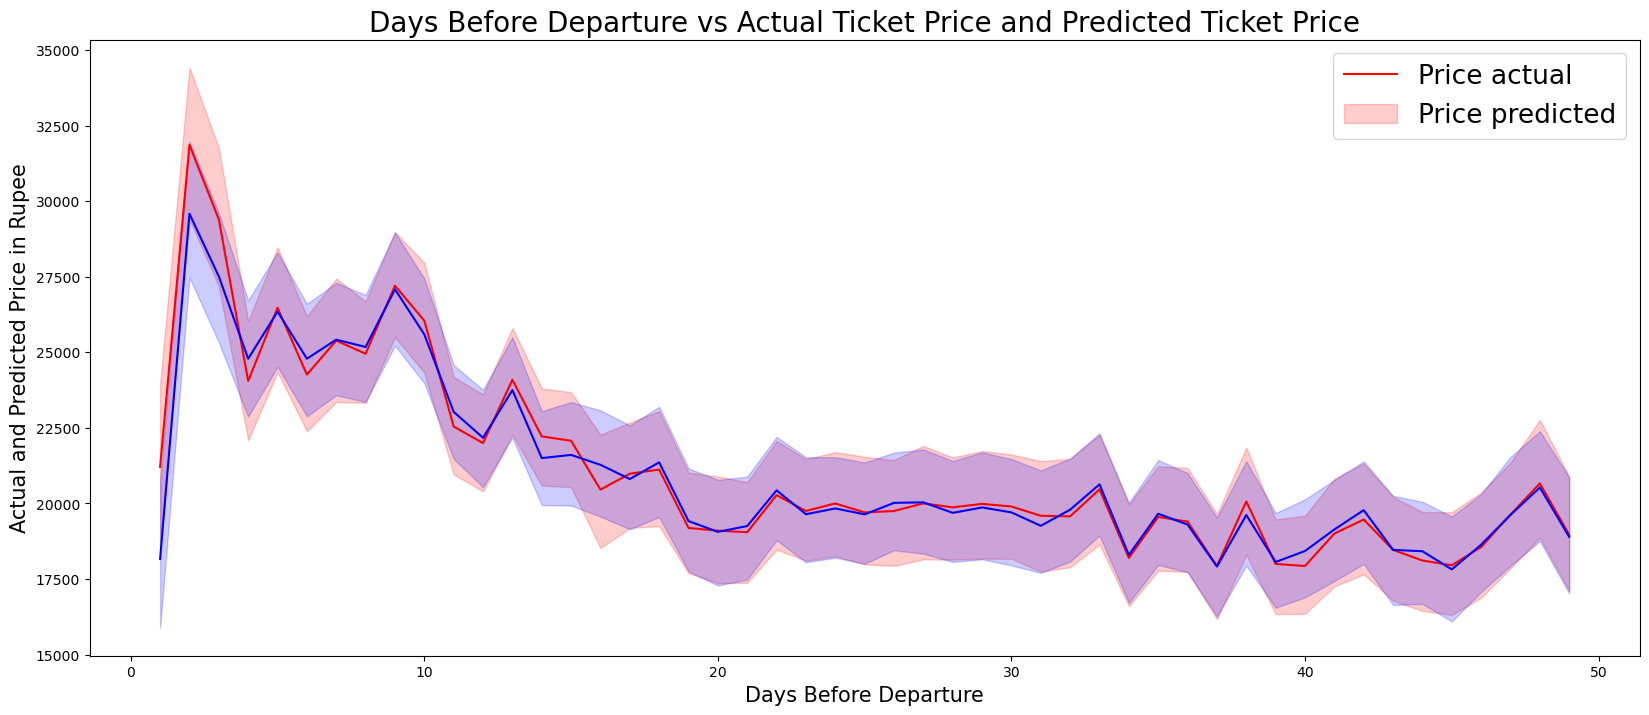 Days Before Departure vs Actual Ticket Price and Predicted Ticket Price
Price actual
Price predicted
Actual and Predicted Price in Rupee
35000
32500
30000
27500
25000
22500
20000
17500
15000
0 10 20 30 40 50
Days Before Departure